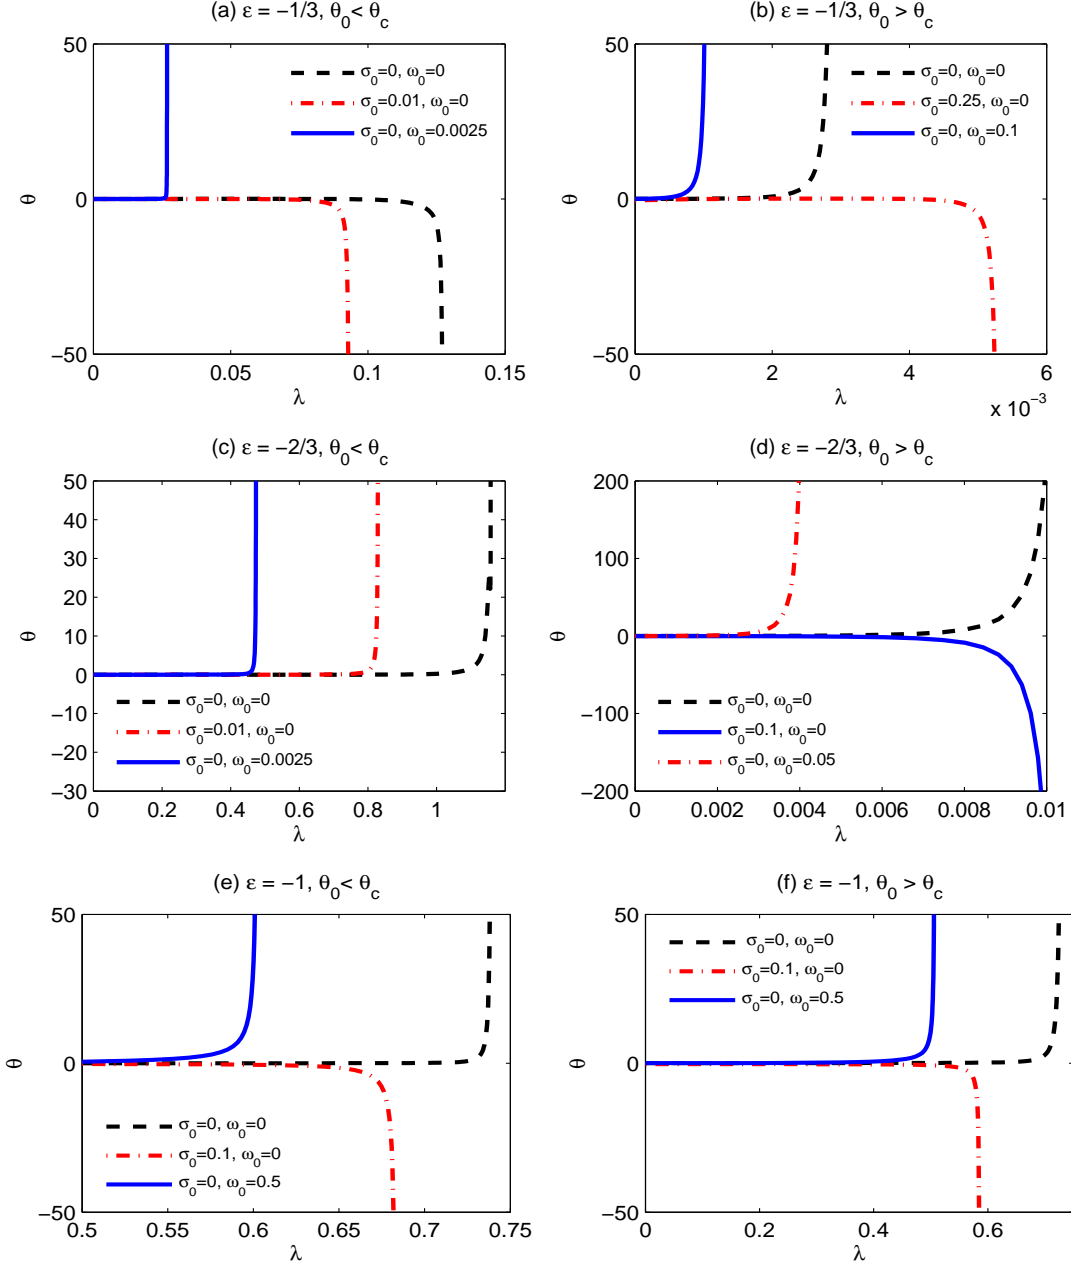 (a) ε = −1/3, θ₀< θ_c
50
0
−50
θ
σ₀=0, ω₀=0
σ₀=0.01, ω₀=0
σ₀=0, ω₀=0.0025
0 0.05 0.1 0.15
λ
(b) ε = −1/3, θ₀ > θ_c
50
0
−50
θ
σ₀=0, ω₀=0
σ₀=0.25, ω₀=0
σ₀=0, ω₀=0.1
0 2 4 6
x 10⁻³
λ
(c) ε = −2/3, θ₀< θ_c
50
40
30
20
10
0
−10
−20
−30
θ
σ₀=0, ω₀=0
σ₀=0.01, ω₀=0
σ₀=0, ω₀=0.0025
0 0.2 0.4 0.6 0.8 1
λ
(d) ε = −2/3, θ₀ > θ_c
200
100
0
−100
−200
θ
σ₀=0, ω₀=0
σ₀=0.1, ω₀=0
σ₀=0, ω₀=0.05
0 0.002 0.004 0.006 0.008 0.01
λ
(e) ε = −1, θ₀< θ_c
50
0
−50
θ
σ₀=0, ω₀=0
σ₀=0.1, ω₀=0
σ₀=0, ω₀=0.5
0.5 0.55 0.6 0.65 0.7 0.75
λ
(f) ε = −1, θ₀ > θ_c
50
0
−50
θ
σ₀=0, ω₀=0
σ₀=0.1, ω₀=0
σ₀=0, ω₀=0.5
0 0.2 0.4 0.6
λ